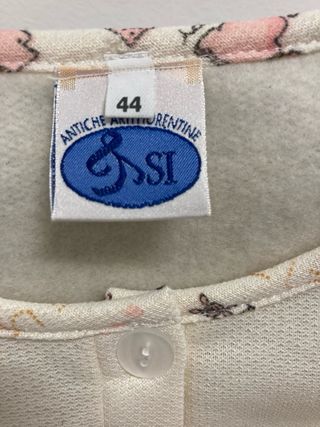 44
ANTICHE ARTI FIORENTINE
SI